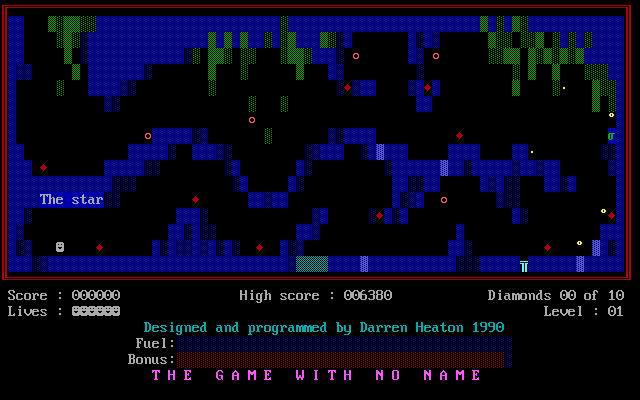 The star
Score : 000000 High score : 006380 Diamonds 00 of 10
Lives : Level : 01
Designed and programmed by Darren Heaton 1990
Fuel:
Bonus:
THE GAME WITH NO NAME